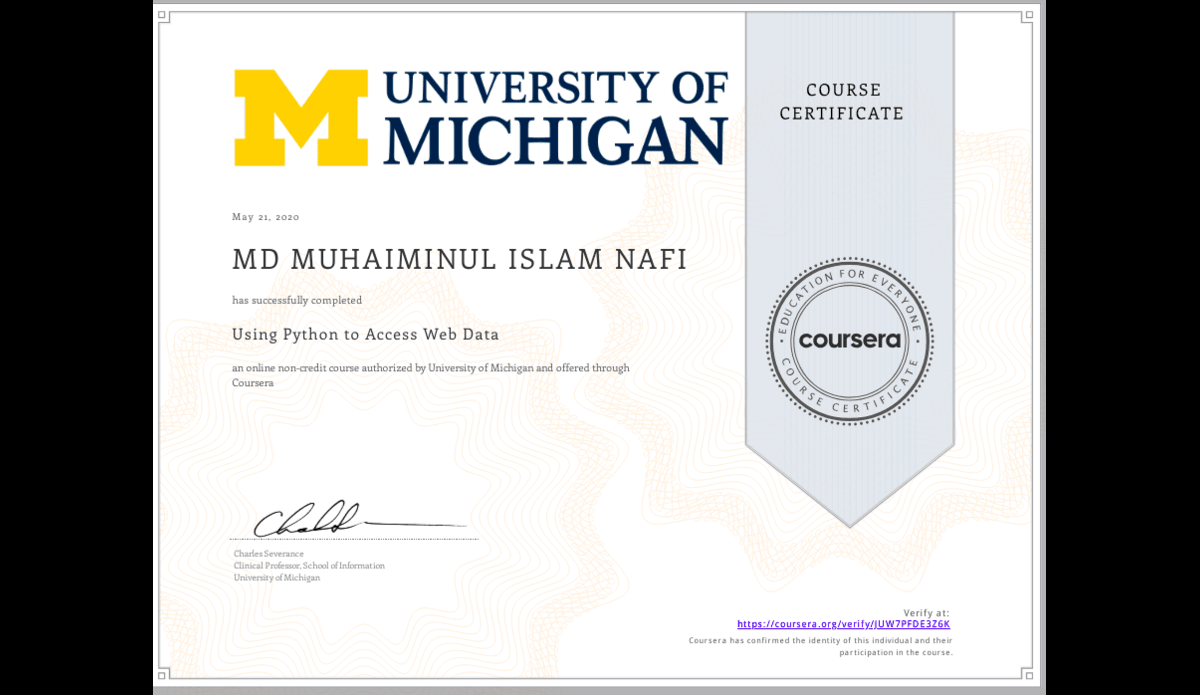 UNIVERSITY OF
MICHIGAN
COURSE
CERTIFICATE
May 21, 2020
MD MUHAIMINUL ISLAM NAFI
has successfully completed
Using Python to Access Web Data
an online non-credit course authorized by University of Michigan and offered through
Coursera
EDUCATION FOR EVERYONE
coursera
COURSE CERTIFICATE
Charles Severance
Clinical Professor, School of Information
University of Michigan
Verify at:
https://coursera.org/verify/JUW7PFDE3Z6K
Coursera has confirmed the identity of this individual and their
participation in the course.